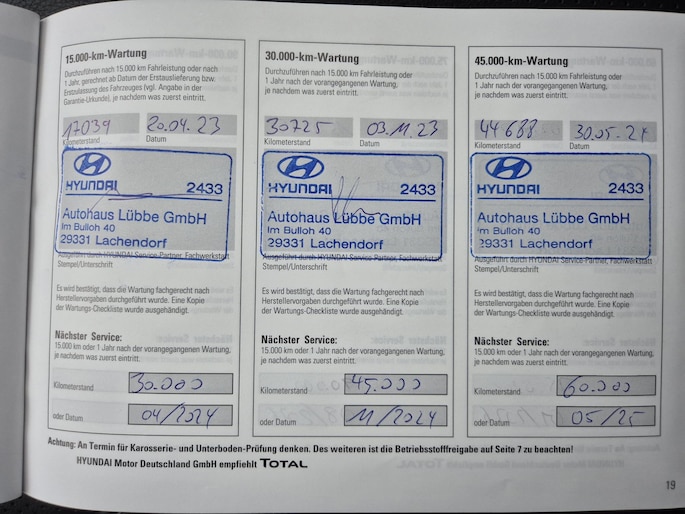 15.000-km-Wartung
Durchzuführen nach 15.000 km Fahrleistung oder
1 Jahr, gerechnet ab Datum der Erstauslieferung bzw.
Erstzulassung des Fahrzeuges (vgl. Angabe in der
Garantie-Urkunde), je nachdem was zuerst eintritt.
17039 20.04.23
Kilometerstand Datum
HYUNDAI 2433
Autohaus Lübbe GmbH
Im Bulloh 40
29331 Lachendorf
Ausgeführt durch HYUNDAI Service-Partner, Fachwerkstatt
Stempel/Unterschrift
Es wird bestätigt, dass die Wartung fachgerecht nach
Herstellervorgaben durchgeführt wurde. Eine Kopie
der Wartungs-Checkliste wurde ausgehändigt.
Nächster Service:
15.000 km oder 1 Jahr nach der vorangegangenen Wartung,
je nachdem was zuerst eintritt.
Kilometerstand 30.000
oder Datum 04/2024
30.000-km-Wartung
Durchzuführen nach 15.000 km Fahrleistung oder
1 Jahr nach der vorangegangenen Wartung,
je nachdem was zuerst eintritt.
30725 03.11.23
Kilometerstand Datum
HYUNDAI 2433
Autohaus Lübbe GmbH
Im Bulloh 40
29331 Lachendorf
Ausgeführt durch HYUNDAI Service-Partner, Fachwerkstatt
Stempel/Unterschrift
Es wird bestätigt, dass die Wartung fachgerecht nach
Herstellervorgaben durchgeführt wurde. Eine Kopie
der Wartungs-Checkliste wurde ausgehändigt.
Nächster Service:
15.000 km oder 1 Jahr nach der vorangegangenen Wartung,
je nachdem was zuerst eintritt.
Kilometerstand 45.000
oder Datum 11/2024
45.000-km-Wartung
Durchzuführen nach 15.000 km Fahrleistung oder
1 Jahr nach der vorangegangenen Wartung,
je nachdem was zuerst eintritt.
44688 30.05.24
Kilometerstand Datum
HYUNDAI 2433
Autohaus Lübbe GmbH
Im Bulloh 40
29331 Lachendorf
Ausgeführt durch HYUNDAI Service-Partner, Fachwerkstatt
Stempel/Unterschrift
Es wird bestätigt, dass die Wartung fachgerecht nach
Herstellervorgaben durchgeführt wurde. Eine Kopie
der Wartungs-Checkliste wurde ausgehändigt.
Nächster Service:
15.000 km oder 1 Jahr nach der vorangegangenen Wartung,
je nachdem was zuerst eintritt.
Kilometerstand 60.000
oder Datum 05/25
Achtung: An Termin für Karosserie- und Unterboden-Prüfung denken. Des weiteren ist die Betriebsstofffreigabe auf Seite 7 zu beachten!
HYUNDAI Motor Deutschland GmbH empfiehlt TOTAL
19